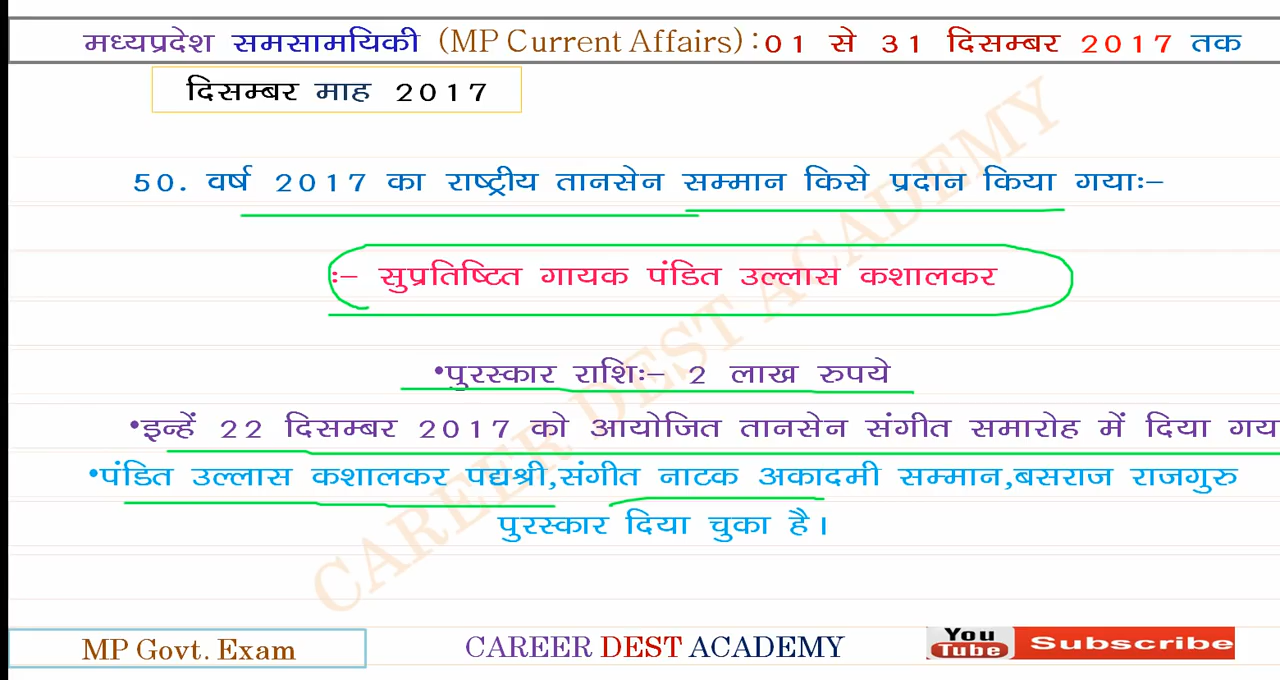 मध्यप्रदेश समसामयिकी (MP Current Affairs) : 01 से 31 दिसम्बर 2017 तक
दिसम्बर माह 2017
50. वर्ष 2017 का राष्ट्रीय तानसेन सम्मान किसे प्रदान किया गयाः–
:– सुप्रतिष्टित गायक पंडित उल्लास कशालकर
•पुरस्कार राशिः– 2 लाख रुपये
•इन्हें 22 दिसम्बर 2017 को आयोजित तानसेन संगीत समारोह में दिया गय
•पंडित उल्लास कशालकर पद्यश्री,संगीत नाटक अकादमी सम्मान,बसराज राजगुरु
पुरस्कार दिया चुका है।
CAREER DEST ACADEMY
MP Govt. Exam
CAREER DEST ACADEMY
You
Tube
Subscribe